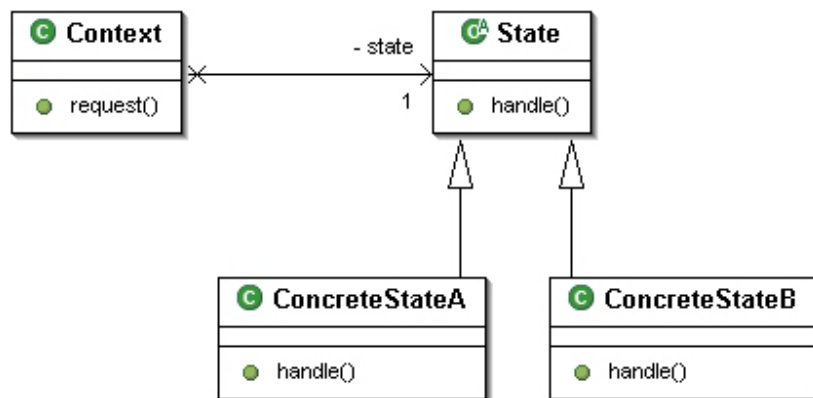 C Context
C A State
- state
1
request()
handle()
C ConcreteStateA
C ConcreteStateB
handle()
handle()